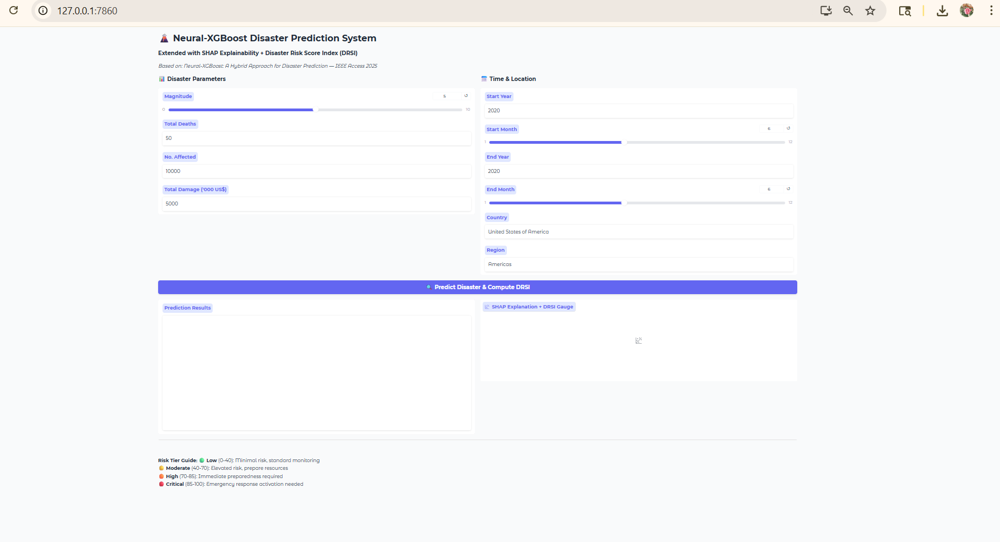 127.0.0.1:7860
Neural-XGBoost Disaster Prediction System
Extended with SHAP Explainability + Disaster Risk Score Index (DRSI)
Based on: Neural-XGBoost: A Hybrid Approach for Disaster Prediction — IEEE Access 2025
Disaster Parameters
Magnitude
5
0
10
Total Deaths
50
No. Affected
10000
Total Damage ('000 US$)
5000
Time & Location
Start Year
2020
Start Month
6
1
12
End Year
2020
End Month
6
1
12
Country
United States of America
Region
Americas
Predict Disaster & Compute DRSI
Prediction Results
SHAP Explanation + DRSI Gauge
Risk Tier Guide: Low (0-40): Minimal risk, standard monitoring
Moderate (40-70): Elevated risk, prepare resources
High (70-85): Immediate preparedness required
Critical (85-100): Emergency response activation needed